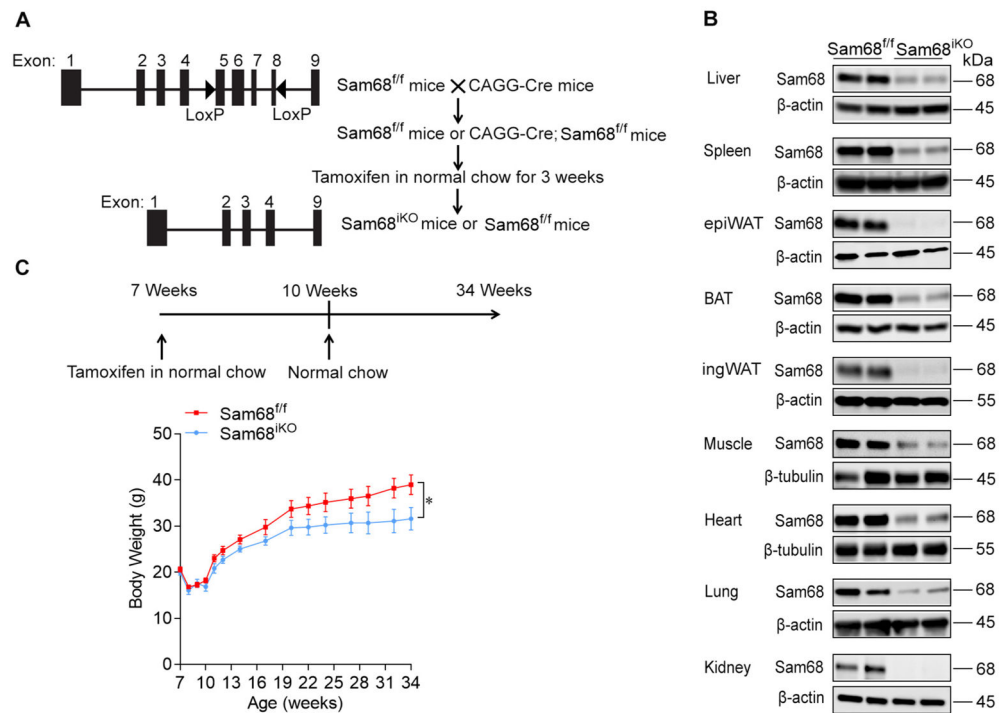 A
Exon: 1 2 3 4 5 6 7 8 9
LoxP LoxP
Sam68f/f mice X CAGG-Cre mice
Sam68f/f mice or CAGG-Cre; Sam68f/f mice
Tamoxifen in normal chow for 3 weeks
Exon: 1 2 3 4 9
Sam68iKO mice or Sam68f/f mice
B
Sam68f/f Sam68iKO
kDa
Liver Sam68 68
β-actin 45
Spleen Sam68 68
β-actin 45
epiWAT Sam68 68
β-actin 45
BAT Sam68 68
β-actin 45
ingWAT Sam68 68
β-actin 55
Muscle Sam68 68
β-tubulin 45
Heart Sam68 68
β-tubulin 55
Lung Sam68 68
β-actin 45
Kidney Sam68 68
β-actin 45
C
7 Weeks 10 Weeks 34 Weeks
Tamoxifen in normal chow Normal chow
Sam68f/f
Sam68iKO
Body Weight (g)
50
40
30
20
10
0
*
7 10 13 14 19 20 22 25 28 31 34
Age (weeks)